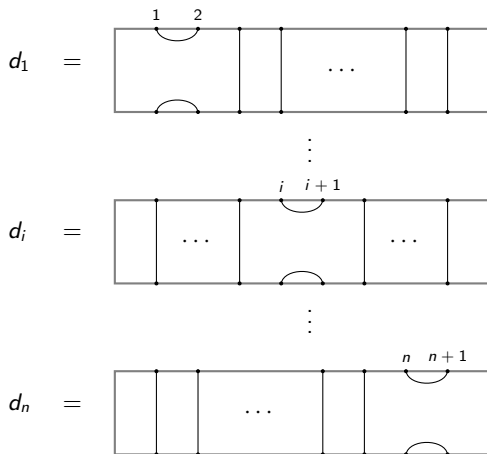 1 2
d₁ = ...
⋮
i i + 1
dᵢ = ... ...
⋮
n n + 1
dₙ = ...